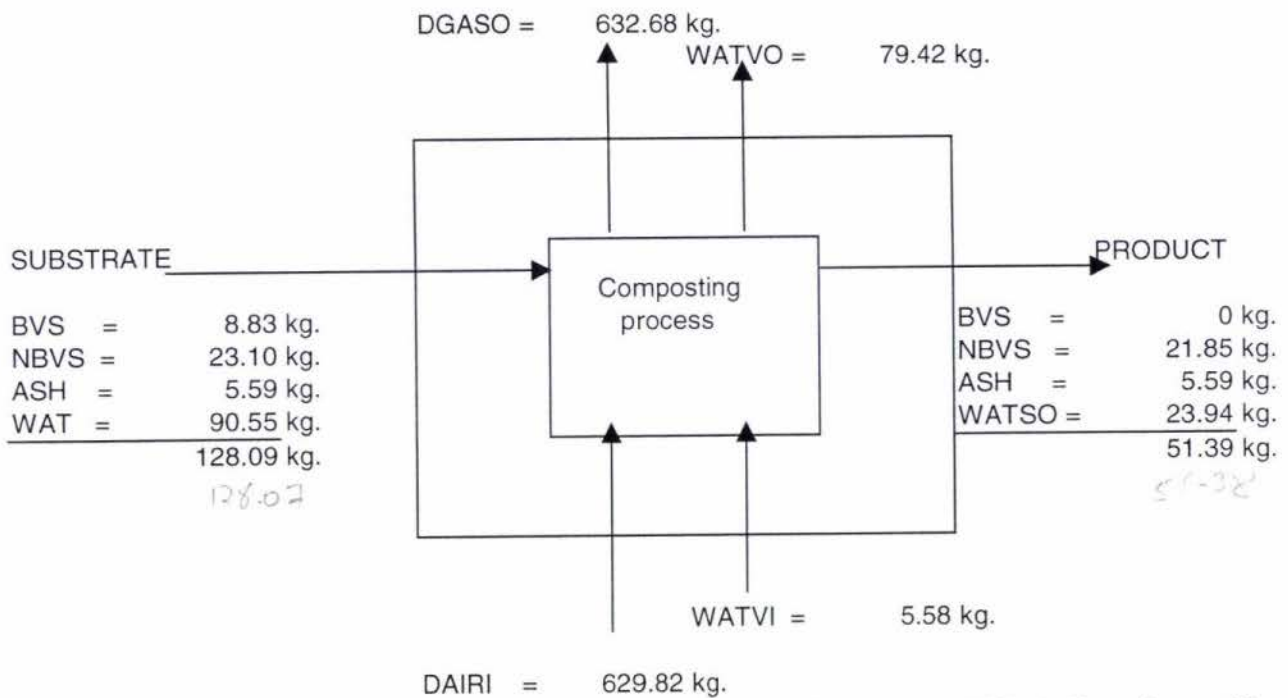 DGASO = 632.68 kg.
WATVO = 79.42 kg.
SUBSTRATE
BVS = 8.83 kg.
NBVS = 23.10 kg.
ASH = 5.59 kg.
WAT = 90.55 kg.
128.09 kg.
128.07
Composting
process
PRODUCT
BVS = 0 kg.
NBVS = 21.85 kg.
ASH = 5.59 kg.
WATSO = 23.94 kg.
51.39 kg.
51-38
WATVI = 5.58 kg.
DAIRI = 629.82 kg.